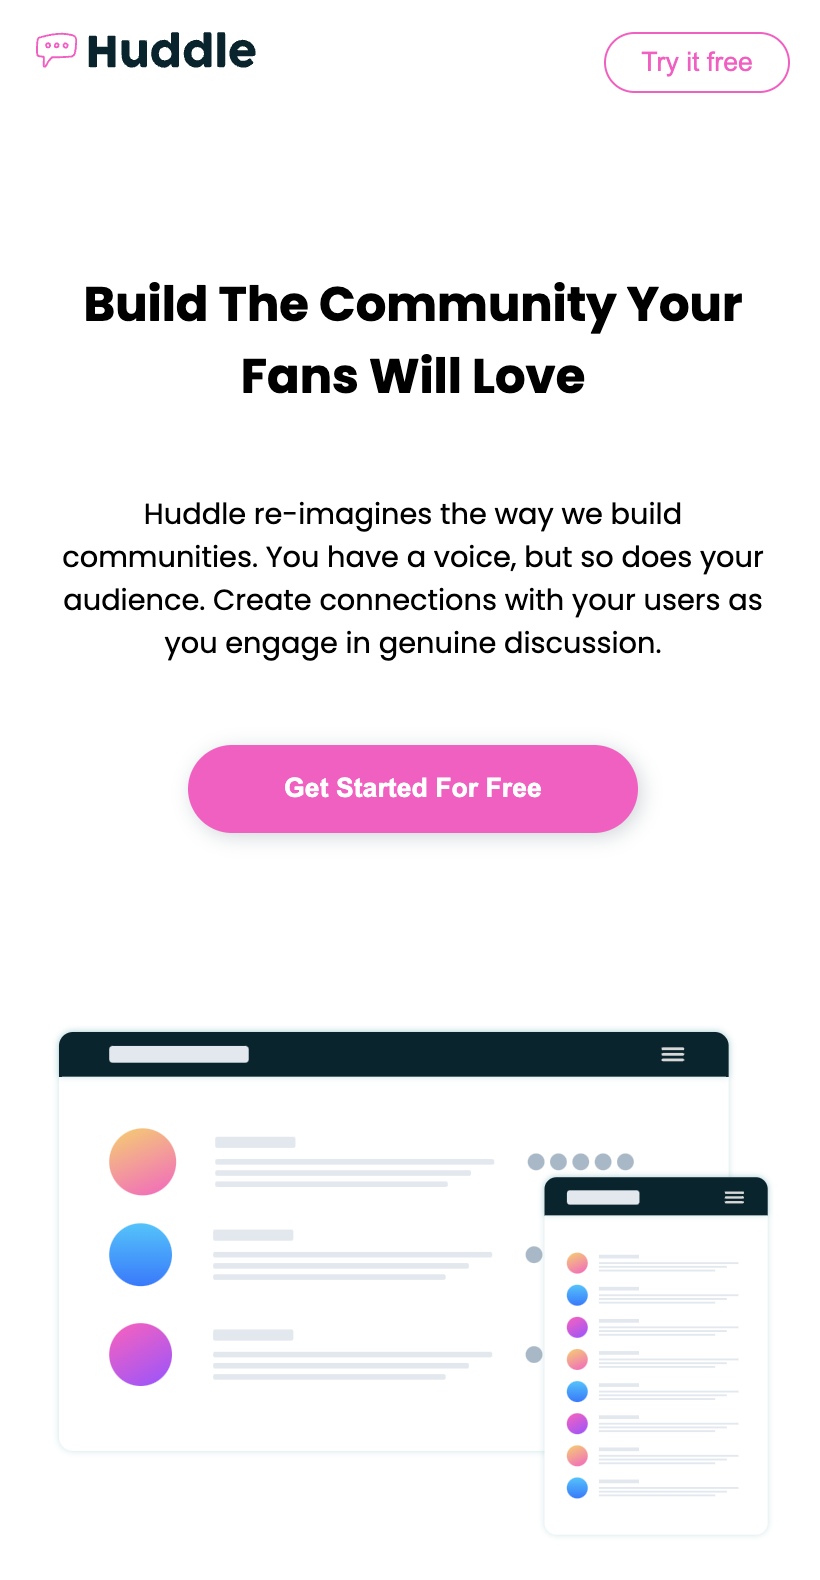 Huddle
Try it free
Build The Community Your
Fans Will Love
Huddle re-imagines the way we build
communities. You have a voice, but so does your
audience. Create connections with your users as
you engage in genuine discussion.
Get Started For Free